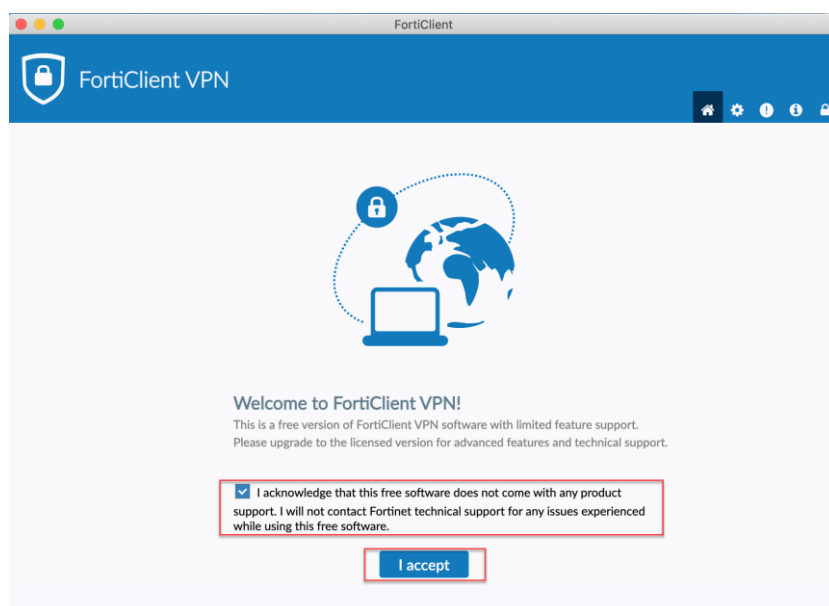 FortiClient
FortiClient VPN
Welcome to FortiClient VPN!
This is a free version of FortiClient VPN software with limited feature support.
Please upgrade to the licensed version for advanced features and technical support.
I acknowledge that this free software does not come with any product
support. I will not contact Fortinet technical support for any issues experienced
while using this free software.
I accept